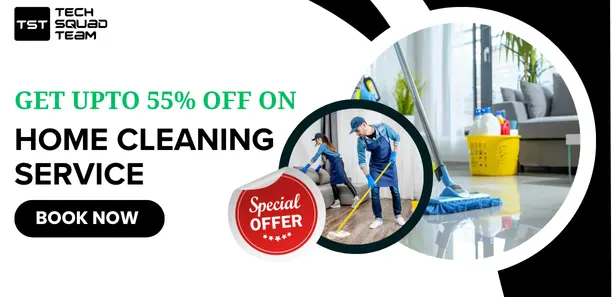 TST
TECH
SQUAD
TEAM
GET UPTO 55% OFF ON
HOME CLEANING
SERVICE
BOOK NOW
Special
OFFER